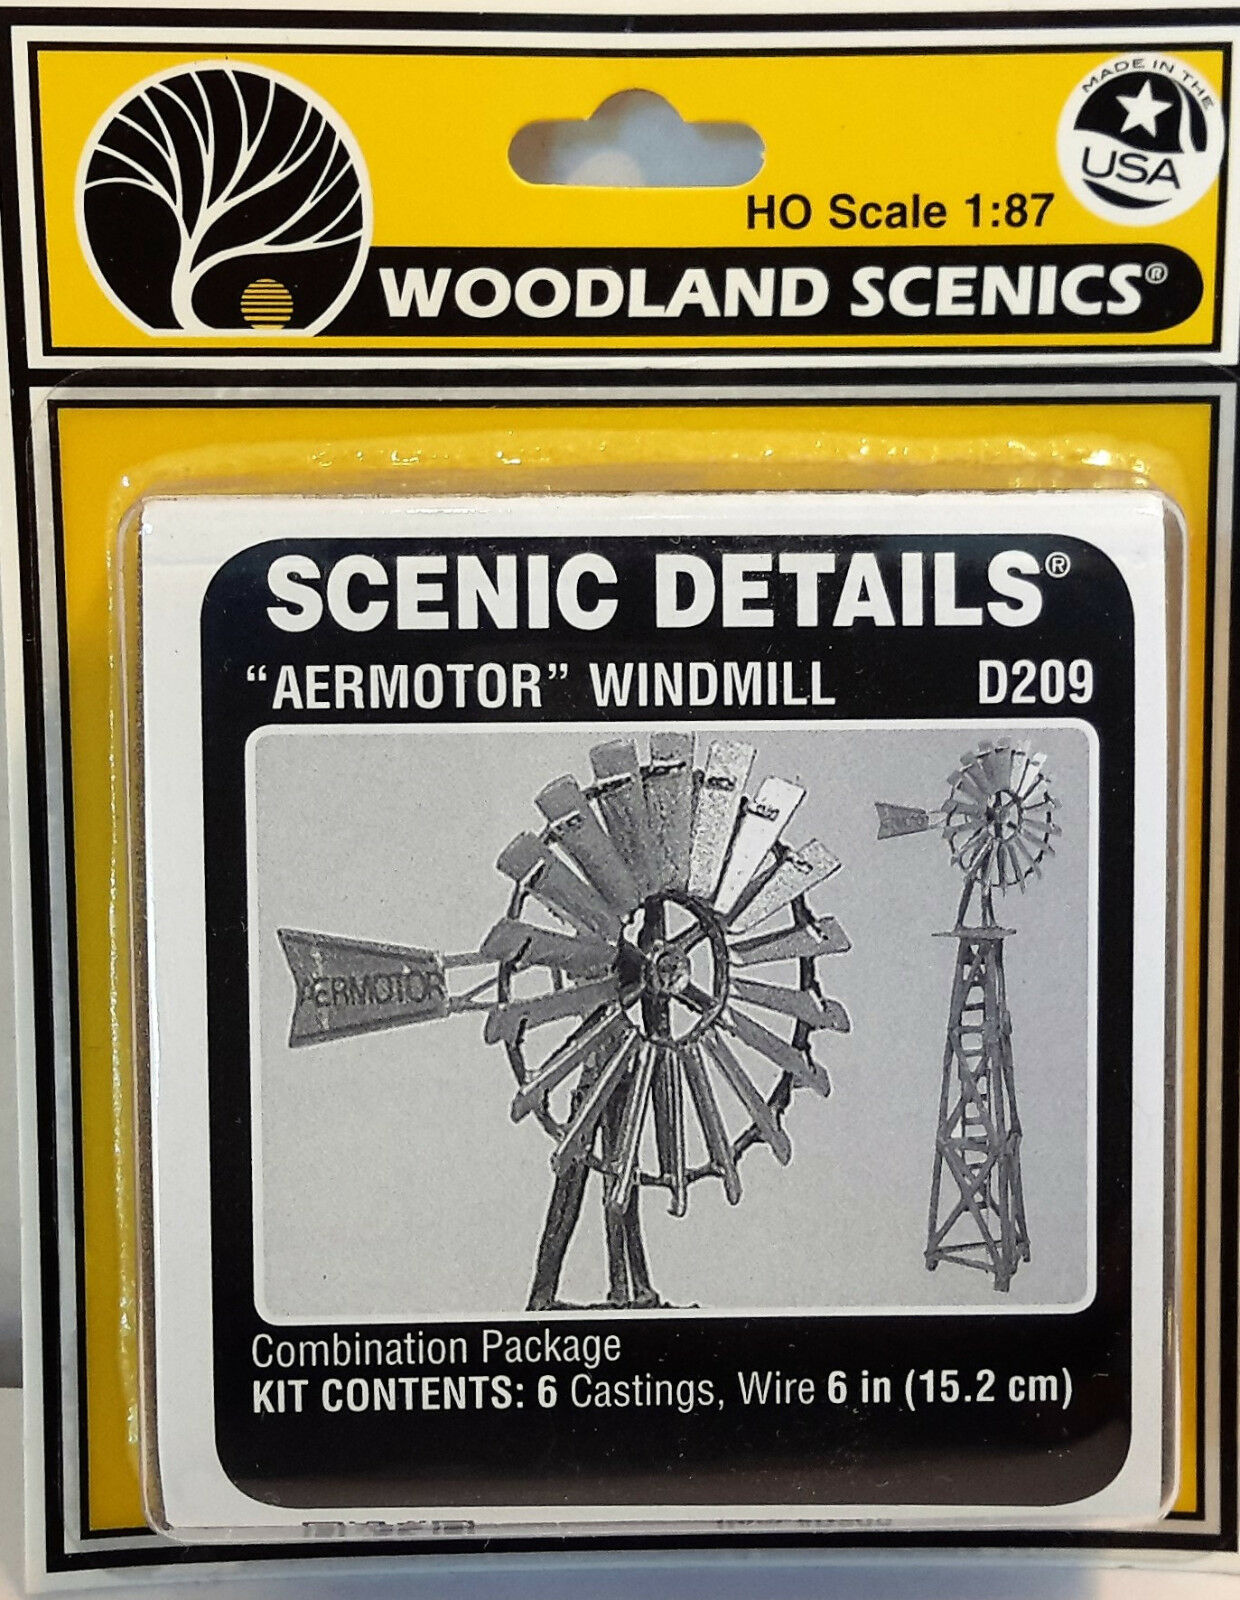 MADE IN THE
USA
HO Scale 1:87
WOODLAND SCENICS®
SCENIC DETAILS®
“AERMOTOR” WINDMILL D209
AERMOTOR
Combination Package
KIT CONTENTS: 6 Castings, Wire 6 in (15.2 cm)